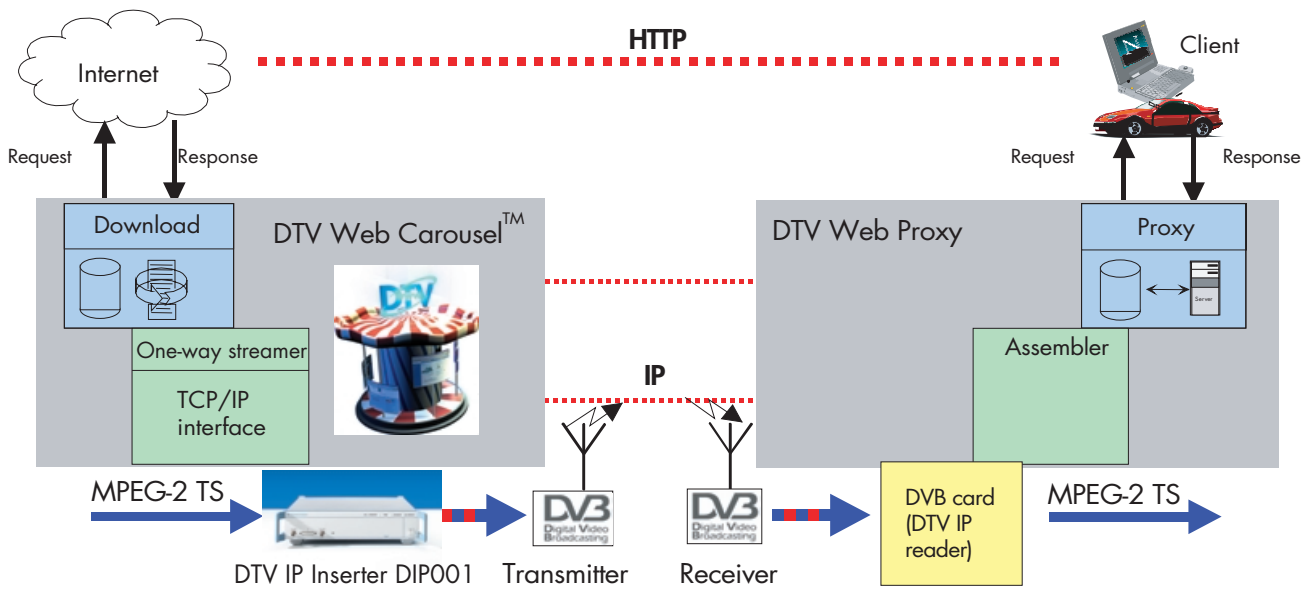 HTTP
Internet
Client
Request
Response
Request
Response
Download
DTV Web Carousel™
DTV Web Proxy
Proxy
Server
DTV
One-way streamer
Assembler
TCP/IP
interface
IP
MPEG-2 TS
DVB
Digital Video
Broadcasting
DVB
Digital Video
Broadcasting
DVB card
(DTV IP
reader)
MPEG-2 TS
DTV IP Inserter DIP001
Transmitter
Receiver